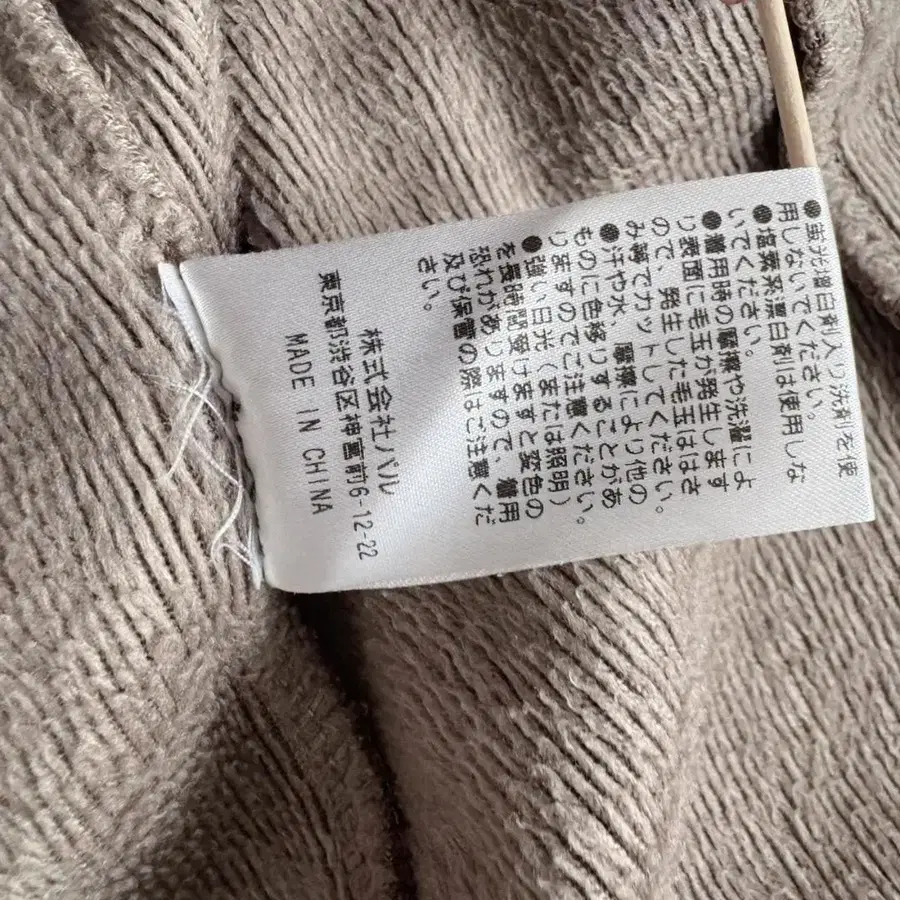 ●蛍光増白剤入り洗剤を使
用しないでください。
●塩素系漂白剤は使用しな
いでください。
●着用時の摩擦や洗濯によ
り表面に毛玉が発生します
ので、発生した毛玉ははさ
み等でカットしてください。
●汗や水　摩擦により他の
ものに色移りすることがあ
りますのでご注意ください。
●強い日光（または照明）
を長時間受けますと変色の
恐れがありますので、着用
及び保管の際はご注意くだ
さい。
株式会社パル
東京都渋谷区神宮前6-12-22
MADE IN CHINA